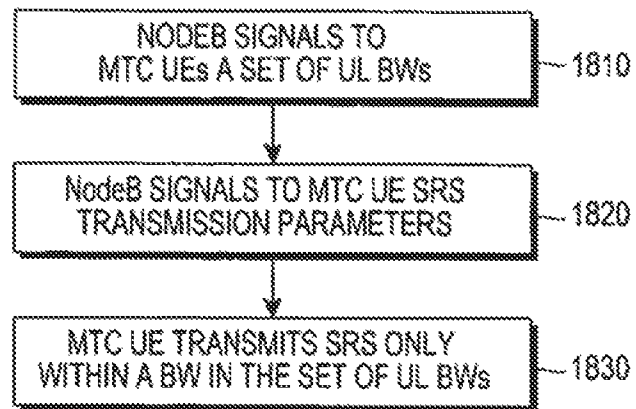 NODEB SIGNALS TO
MTC UEs A SET OF UL BWs
1810
NodeB SIGNALS TO MTC UE SRS
TRANSMISSION PARAMETERS
1820
MTC UE TRANSMITS SRS ONLY
WITHIN A BW IN THE SET OF UL BWs
1830